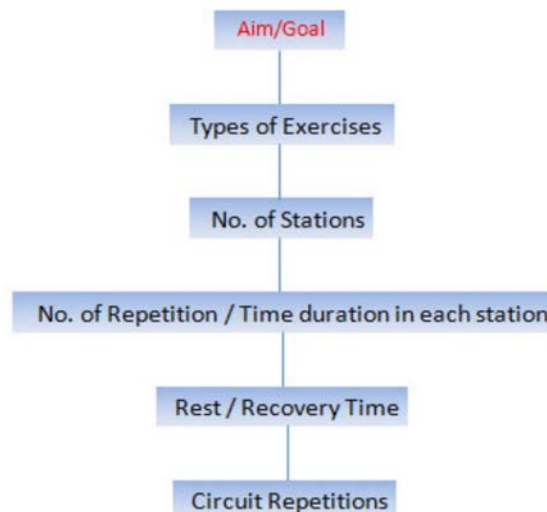 Aim/Goal
Types of Exercises
No. of Stations
No. of Repetition / Time duration in each station
Rest / Recovery Time
Circuit Repetitions